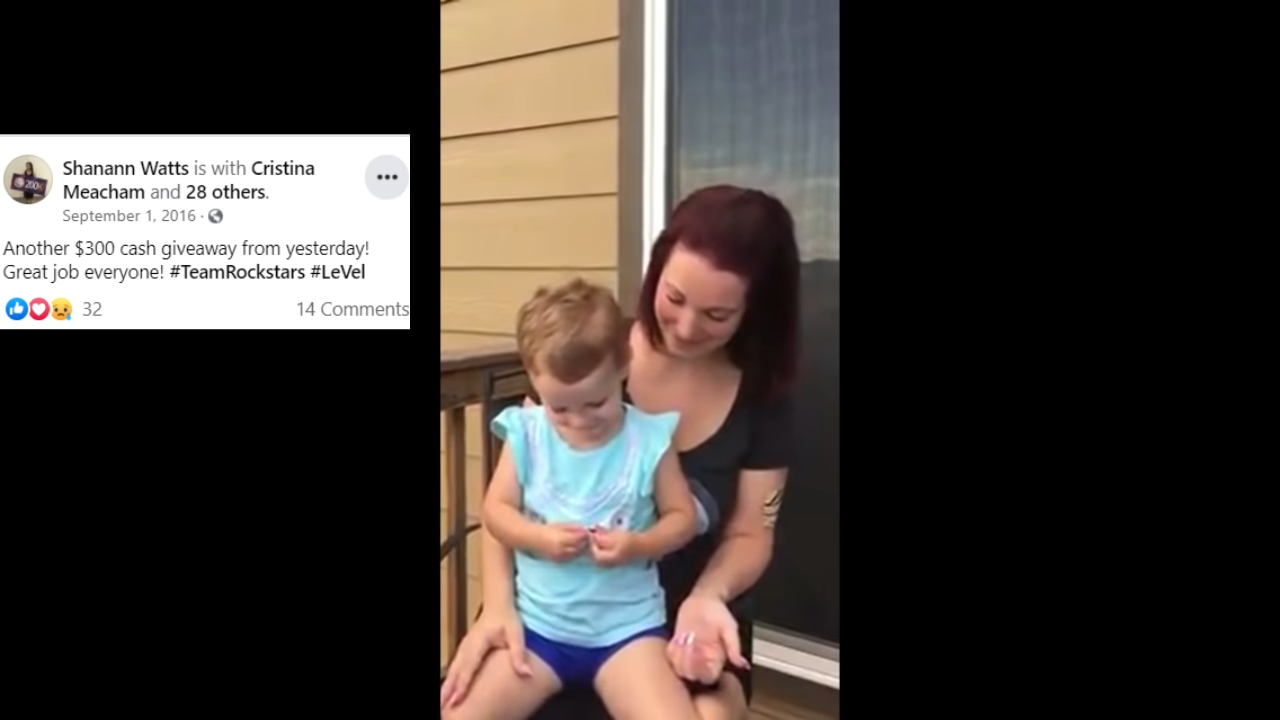 Shanann Watts is with Cristina
Meacham and 28 others.
September 1, 2016 ·
Another $300 cash giveaway from yesterday!
Great job everyone! #TeamRockstars #LeVel
32
14 Comments